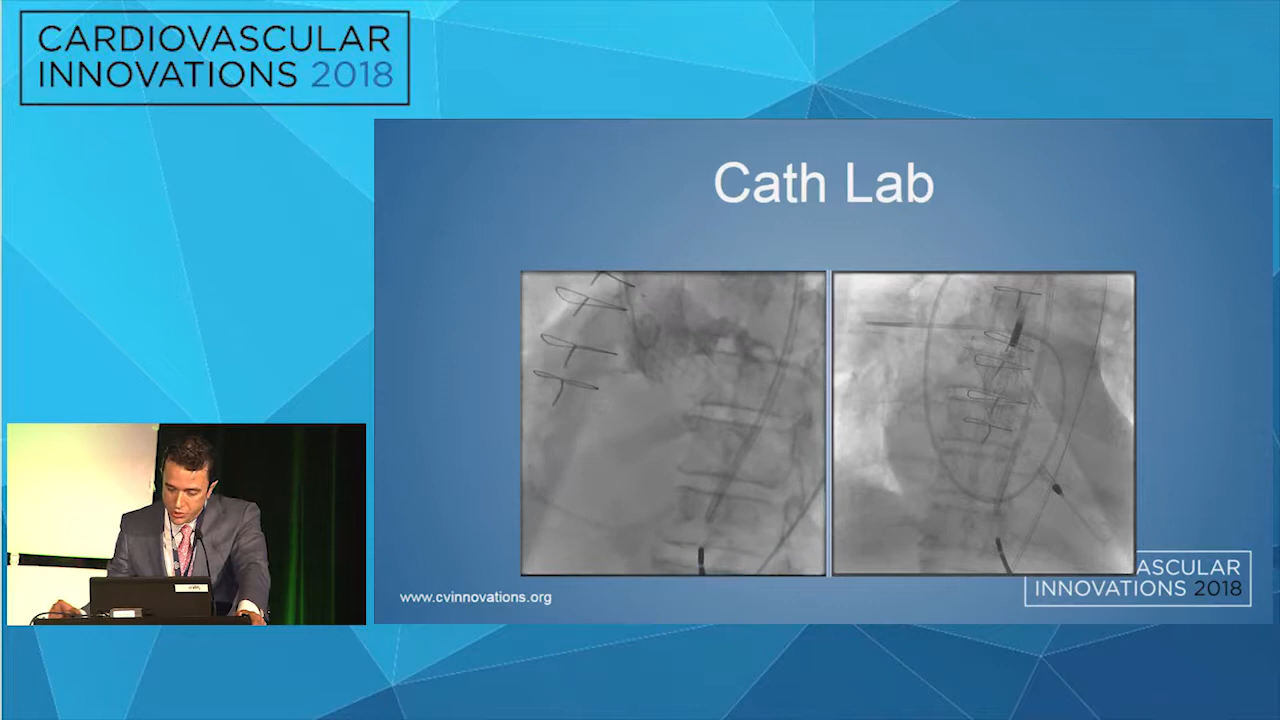 CARDIOVASCULAR
INNOVATIONS 2018
Cath Lab
www.cvinnovations.org
ASCULAR
INNOVATIONS 2018